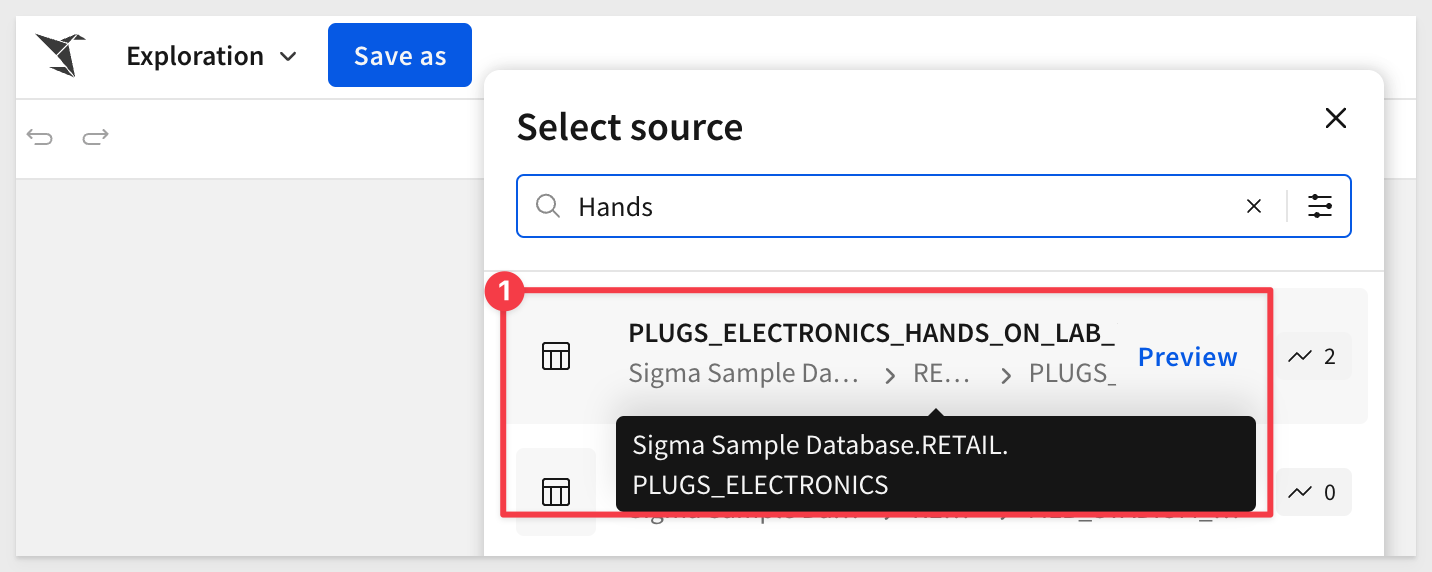 Exploration
Save as
Select source
Hands
1
PLUGS_ELECTRONICS_HANDS_ON_LAB_
Preview
2
Sigma Sample Da... > RE... > PLUGS_
Sigma Sample Database.RETAIL.
PLUGS_ELECTRONICS
0